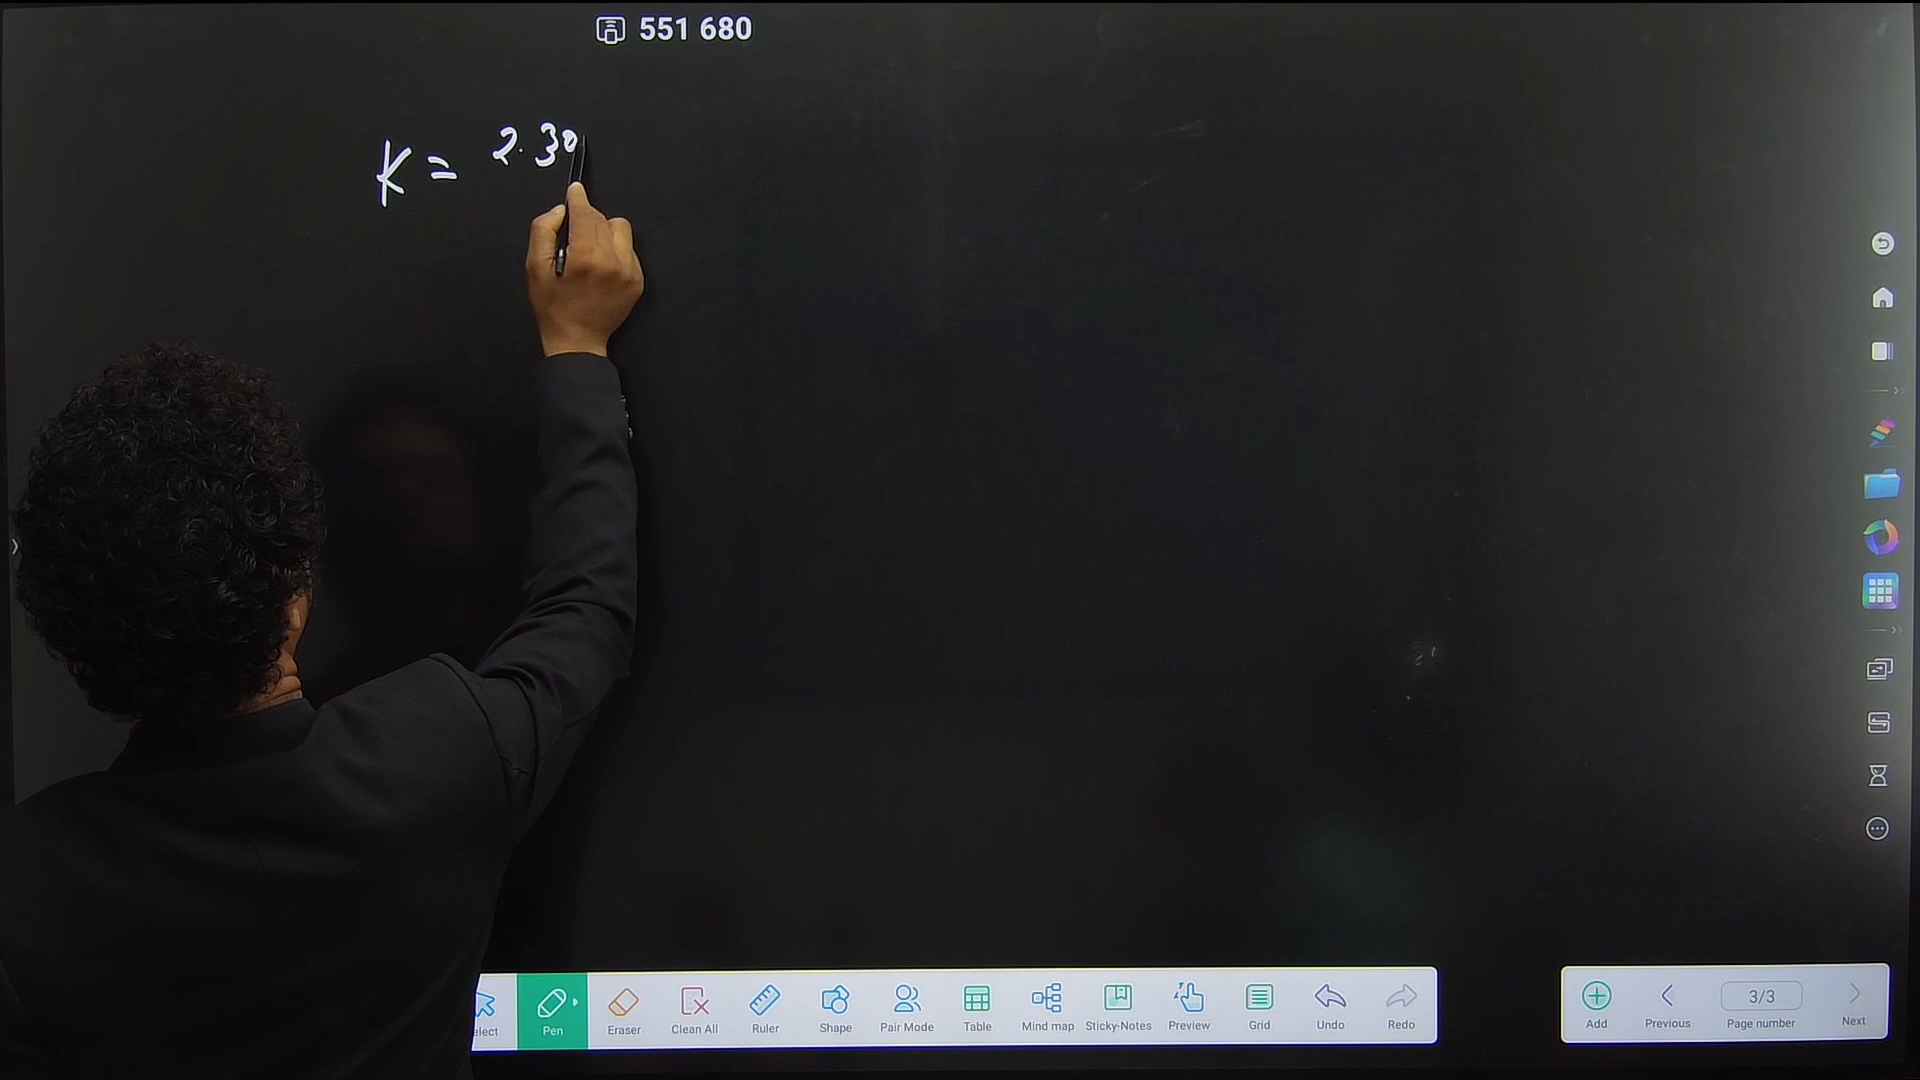 551 680
K = 2.30
elect
Pen
Eraser
Clean All
Ruler
Shape
Pair Mode
Table
Mind map
Sticky-Notes
Preview
Grid
Undo
Redo
Add
Previous
3/3
Page number
Next